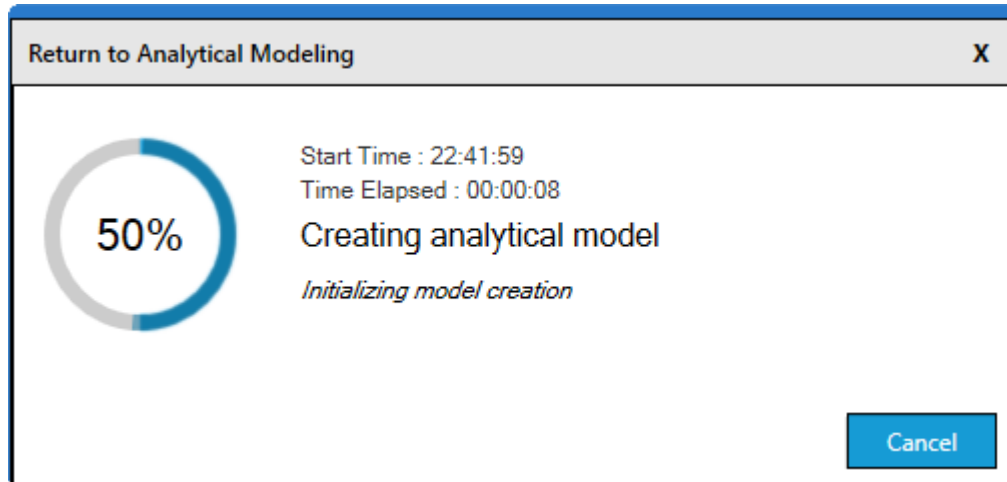 Return to Analytical Modeling X
50%
Start Time : 22:41:59
Time Elapsed : 00:00:08
Creating analytical model
Initializing model creation
Cancel